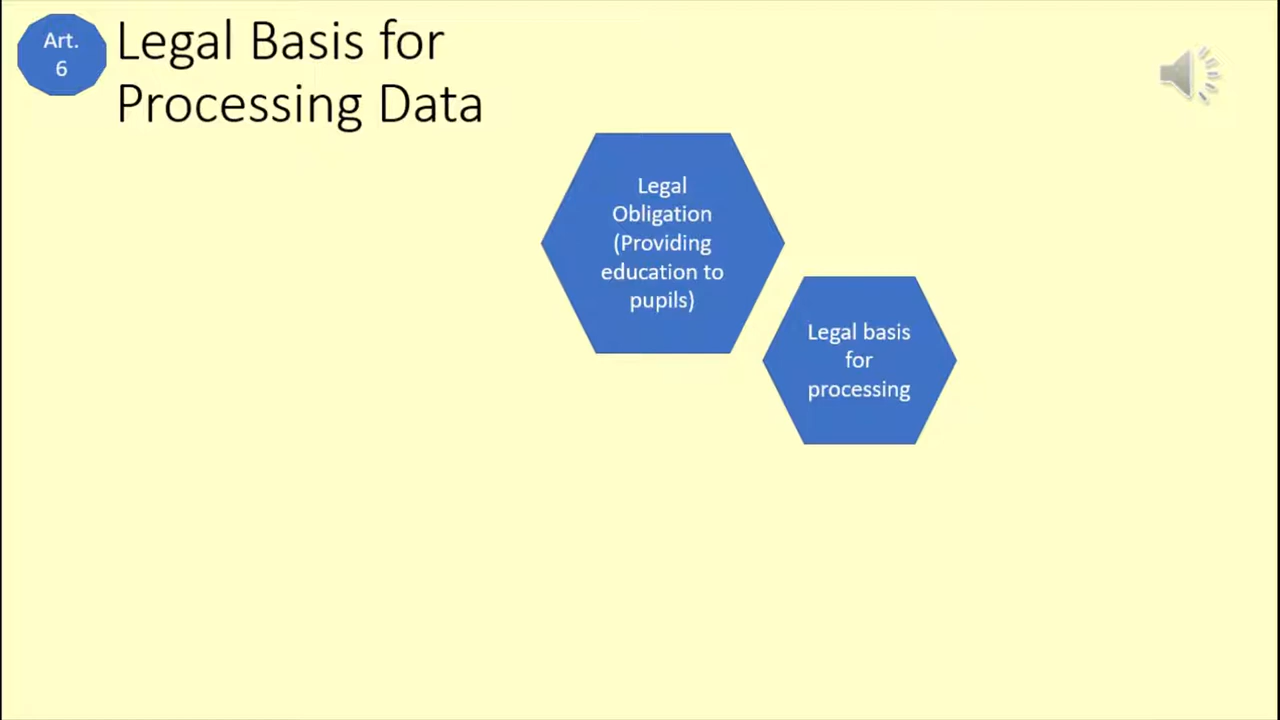 Art.
6
Legal Basis for
Processing Data
Legal
Obligation
(Providing
education to
pupils)
Legal basis
for
processing